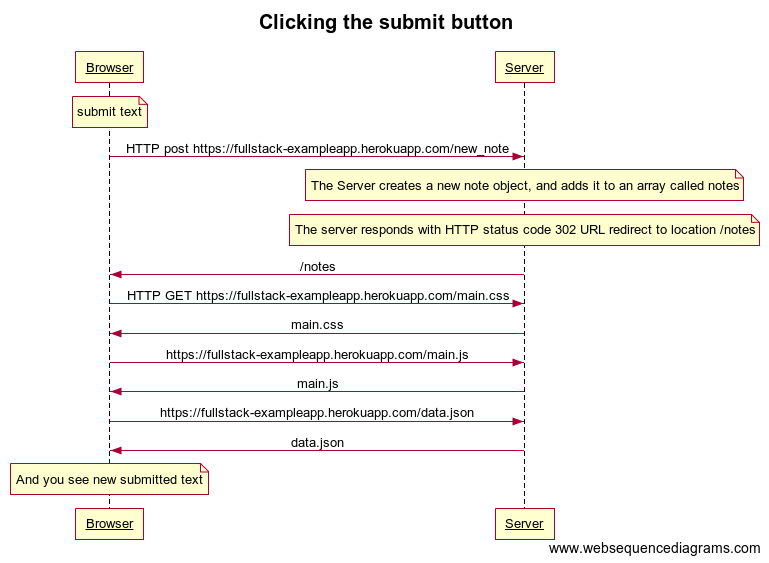 Clicking the submit button
Browser
Server
submit text
HTTP post https://fullstack-exampleapp.herokuapp.com/new_note
The Server creates a new note object, and adds it to an array called notes
The server responds with HTTP status code 302 URL redirect to location /notes
/notes
HTTP GET https://fullstack-exampleapp.herokuapp.com/main.css
main.css
https://fullstack-exampleapp.herokuapp.com/main.js
main.js
https://fullstack-exampleapp.herokuapp.com/data.json
data.json
And you see new submitted text
Browser
Server
www.websequencediagrams.com